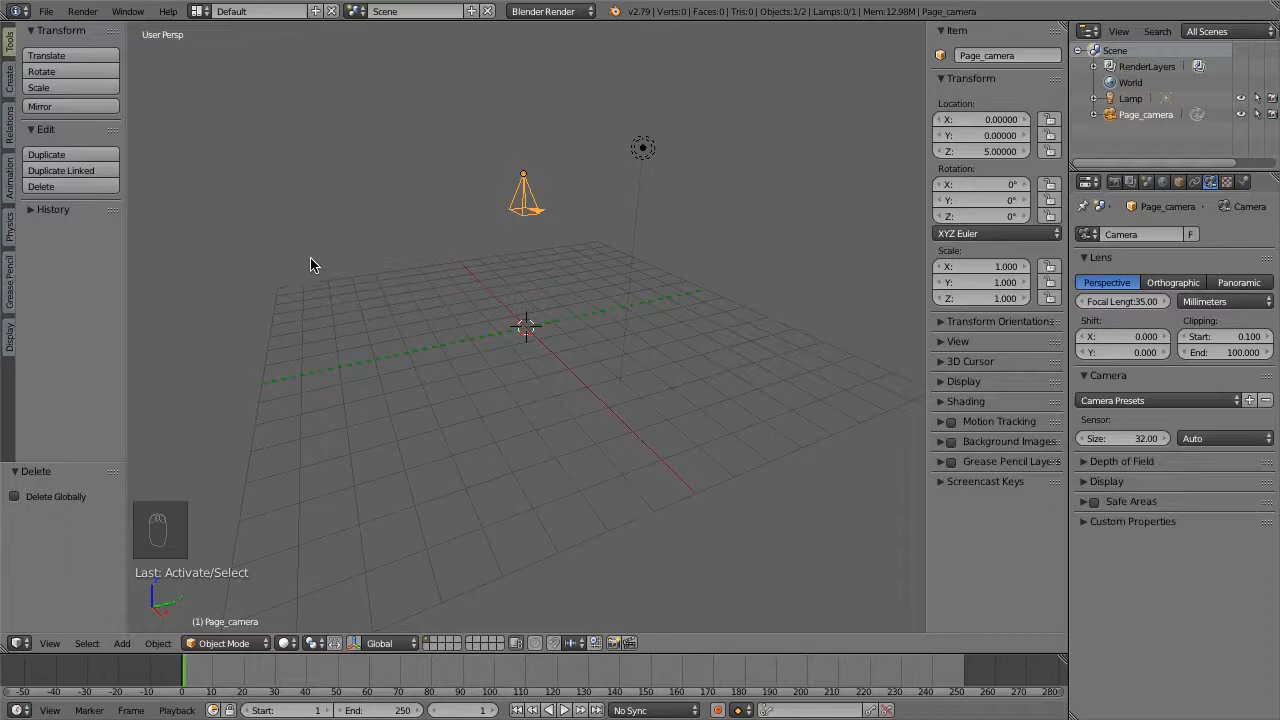 File Render Window Help Default Scene Blender Render v2.79 | Verts:0 | Faces:0 | Tris:0 | Objects:1/2 | Lamps:0/1 | Mem:12.98M | Page_camera
Tools
Create
Relations
Animation
Physics
Grease Pencil
Display
Transform
Translate
Rotate
Scale
Mirror
Edit
Duplicate
Duplicate Linked
Delete
History
Delete
Delete Globally
User Persp
Last: Activate/Select
(1) Page_camera
Item
Page_camera
Transform
Location:
X: 0.00000
Y: 0.00000
Z: 5.00000
Rotation:
X: 0°
Y: 0°
Z: 0°
XYZ Euler
Scale:
X: 1.000
Y: 1.000
Z: 1.000
Transform Orientation
View
3D Cursor
Display
Shading
Motion Tracking
Background Images
Grease Pencil Layers
Screencast Keys
View Search All Scenes
Scene
RenderLayers
World
Lamp
Page_camera
Page_camera Camera
Camera F
Lens
Perspective Orthographic Panoramic
Focal Lengt:35.00 Millimeters
Shift: Clipping:
X: 0.000 Start: 0.100
Y: 0.000 End: 100.000
Camera
Camera Presets
Sensor:
Size: 32.00 Auto
Depth of Field
Display
Safe Areas
Custom Properties
View Select Add Object Object Mode Global
-50 -40 -30 -20 -10 0 10 20 30 40 50 60 70 80 90 100 110 120 130 140 150 160 170 180 190 200 210 220 230 240 250 260 270 280
View Marker Frame Playback Start: 1 End: 250 1 No Sync